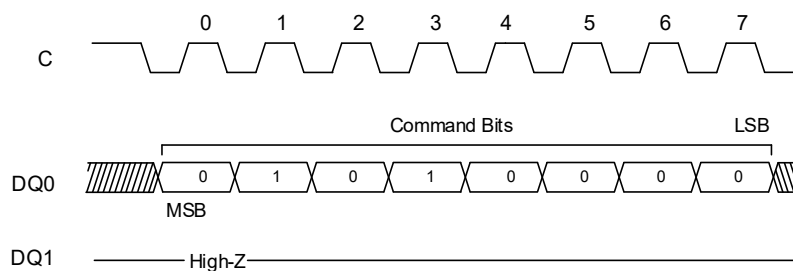 0 1 2 3 4 5 6 7
C
Command Bits LSB
DQ0 0 1 0 1 0 0 0 0
MSB
DQ1 High-Z